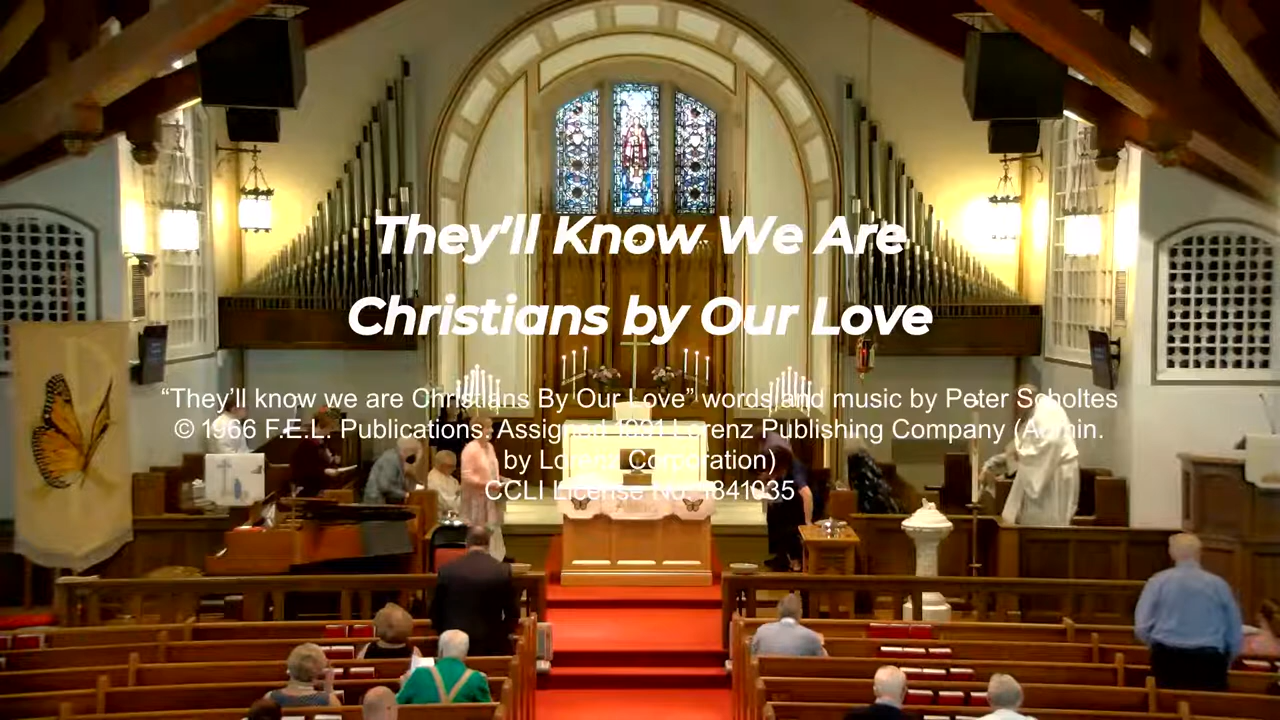 They'll Know We Are
Christians by Our Love
“They’ll know we are Christians By Our Love” words and music by Peter Scholtes
© 1966 F.E.L. Publications. Assigned 1991 Lorenz Publishing Company (Admin.
by Lorenz Corporation)
CCLI License No. 1841035